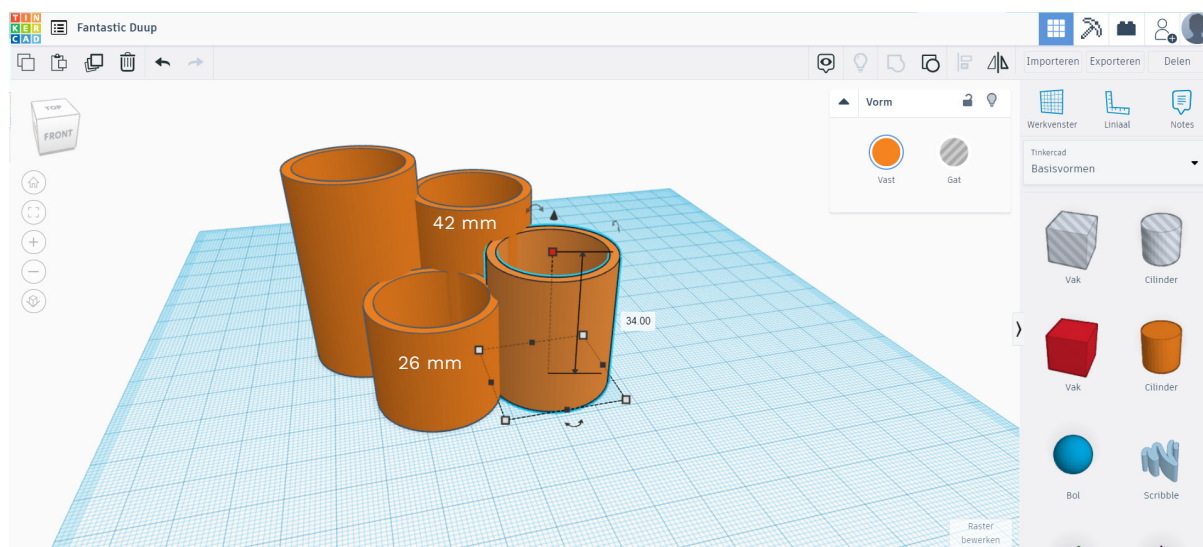 TIN
KER
CAD
Fantastic Duup
Importeren Exporteren Delen
TOP
FRONT
Vorm
Vast Gat
Werkvenster Liniaal Notes
Tinkercad
Basisvormen
42 mm
26 mm
34.00
Vak Cilinder
Vak Cilinder
Bol Scribble
Raster
bewerken